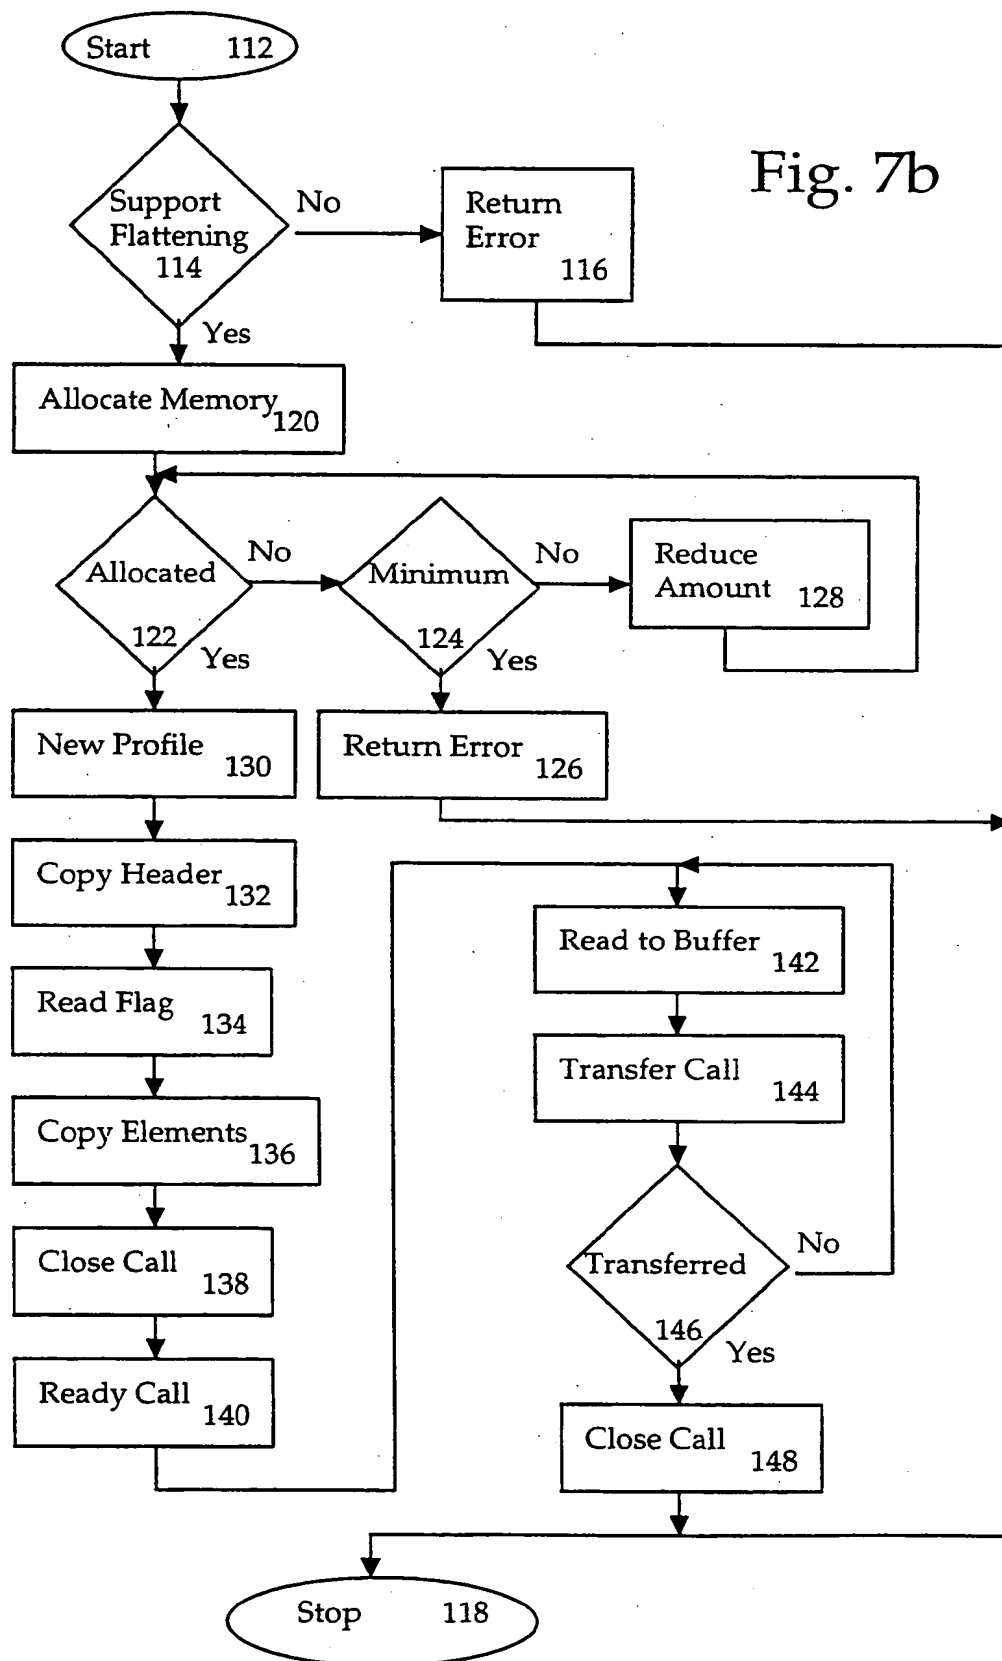 Start 112
Fig. 7b
Support
Flattening
114
No
Return
Error
116
Yes
Allocate Memory
120
Allocated
122
No
Minimum
124
No
Reduce
Amount
128
Yes
Yes
New Profile
130
Return Error
126
Copy Header
132
Read Flag
134
Copy Elements
136
Close Call
138
Ready Call
140
Read to Buffer
142
Transfer Call
144
Transferred
146
No
Yes
Close Call
148
Stop 118